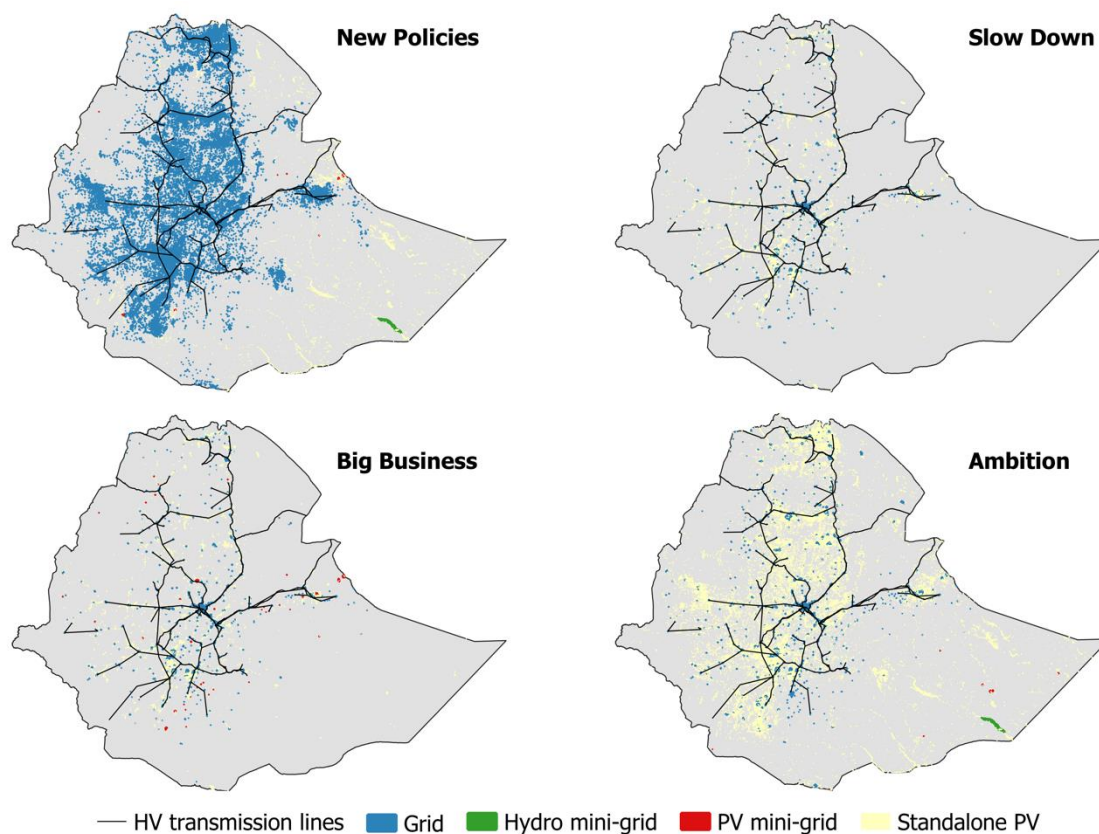 New Policies
Slow Down
Big Business
Ambition
HV transmission lines Grid Hydro mini-grid PV mini-grid Standalone PV